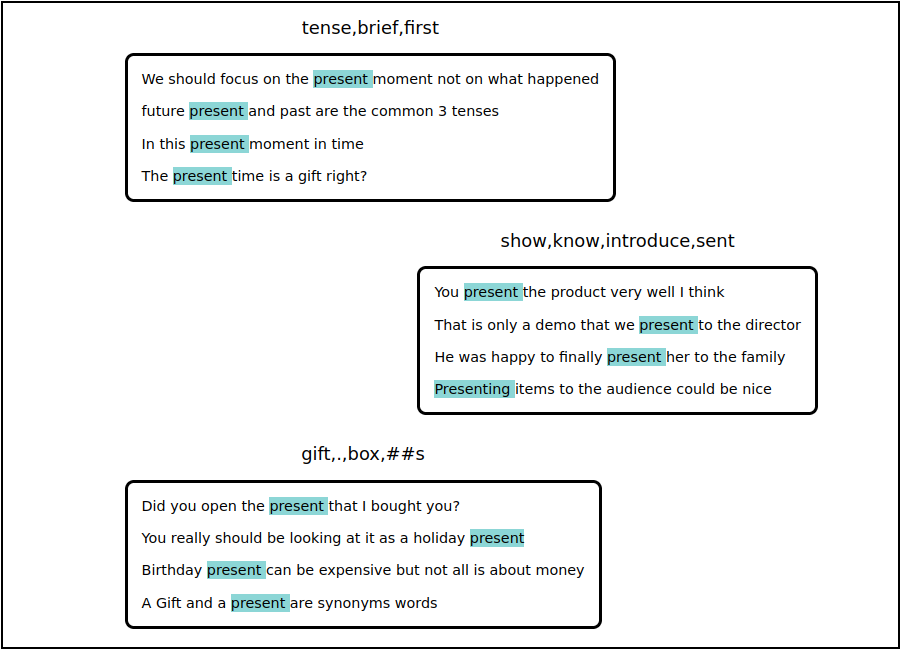 tense,brief,first
We should focus on the present moment not on what happened
future present and past are the common 3 tenses
In this present moment in time
The present time is a gift right?
show,know,introduce,sent
You present the product very well I think
That is only a demo that we present to the director
He was happy to finally present her to the family
Presenting items to the audience could be nice
gift,.,box,##s
Did you open the present that I bought you?
You really should be looking at it as a holiday present
Birthday present can be expensive but not all is about money
A Gift and a present are synonyms words